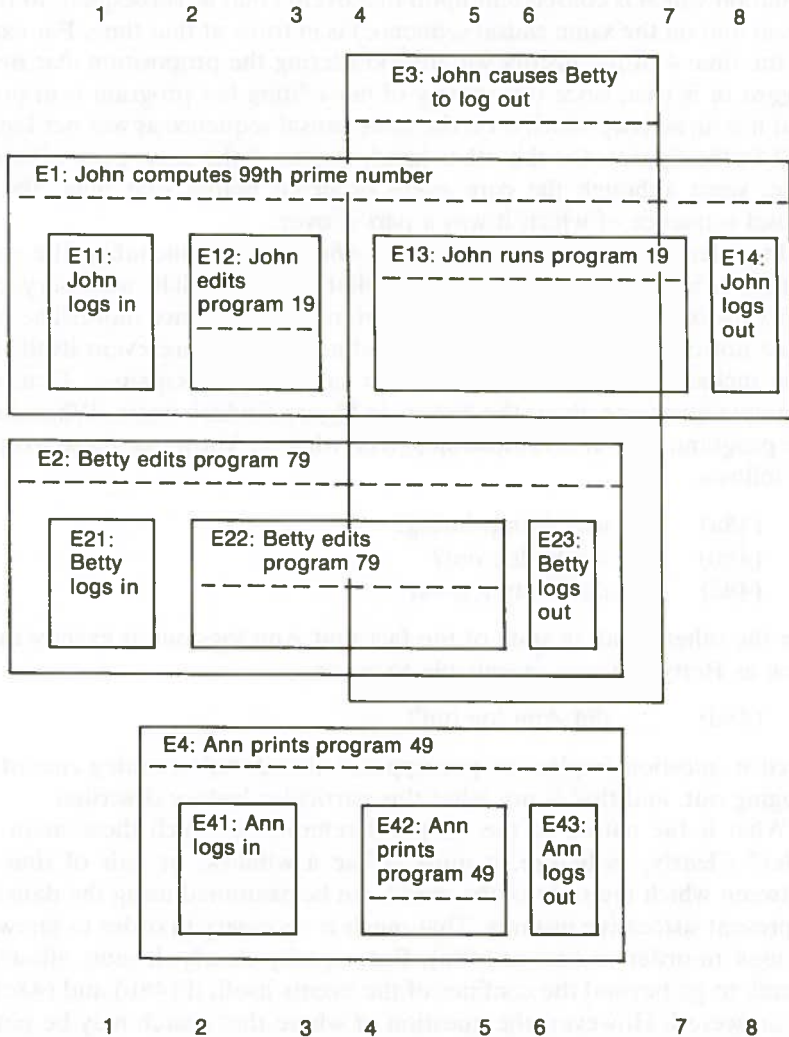 1 2 3 4 5 6 7 8
E3: John causes Betty
to log out
E1: John computes 99th prime number
E11:
John
logs in
E12: John
edits
program 19
E13: John runs program 19
E14:
John
logs
out
E2: Betty edits program 79
E21:
Betty
logs in
E22: Betty edits
program 79
E23:
Betty
logs
out
E4: Ann prints program 49
E41: Ann
logs in
E42: Ann
prints
program 49
E43:
Ann
logs
out
1 2 3 4 5 6 7 8